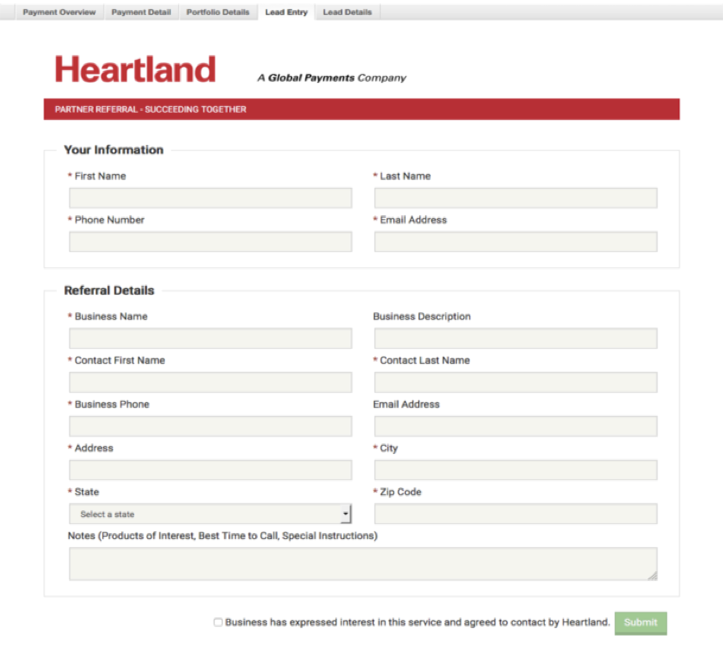 Payment Overview Payment Detail Portfolio Details Lead Entry Lead Details
Heartland A Global Payments Company
PARTNER REFERRAL - SUCCEEDING TOGETHER
Your Information
* First Name * Last Name
* Phone Number * Email Address
Referral Details
* Business Name Business Description
* Contact First Name * Contact Last Name
* Business Phone Email Address
* Address * City
* State * Zip Code
Select a state
Notes (Products of Interest, Best Time to Call, Special Instructions)
Business has expressed interest in this service and agreed to contact by Heartland. Submit